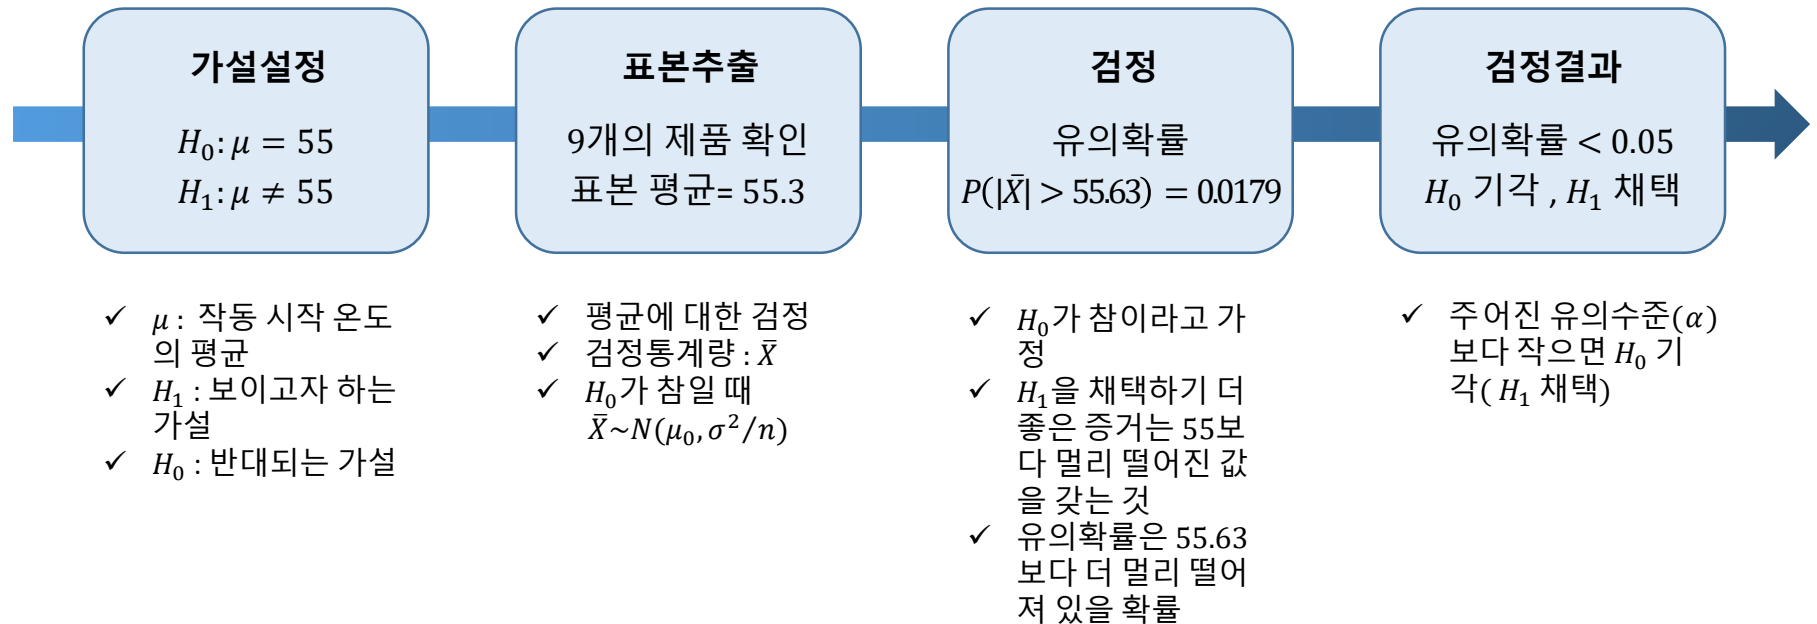 가설설정
H₀: μ = 55
H₁: μ ≠ 55
표본추출
9개의 제품 확인
표본 평균= 55.3
검정
유의확률
P(|X̄| > 55.63) = 0.0179
검정결과
유의확률 < 0.05
H₀ 기각 , H₁ 채택
✓ μ : 작동 시작 온도
의 평균
✓ H₁ : 보이고자 하는
가설
✓ H₀ : 반대되는 가설
✓ 평균에 대한 검정
✓ 검정통계량 : X̄
✓ H₀가 참일 때
X̄~N(μ₀, σ²/n)
✓ H₀가 참이라고 가
정
✓ H₁을 채택하기 더
좋은 증거는 55보
다 멀리 떨어진 값
을 갖는 것
✓ 유의확률은 55.63
보다 더 멀리 떨어
져 있을 확률
✓ 주어진 유의수준(α)
보다 작으면 H₀ 기
각( H₁ 채택)